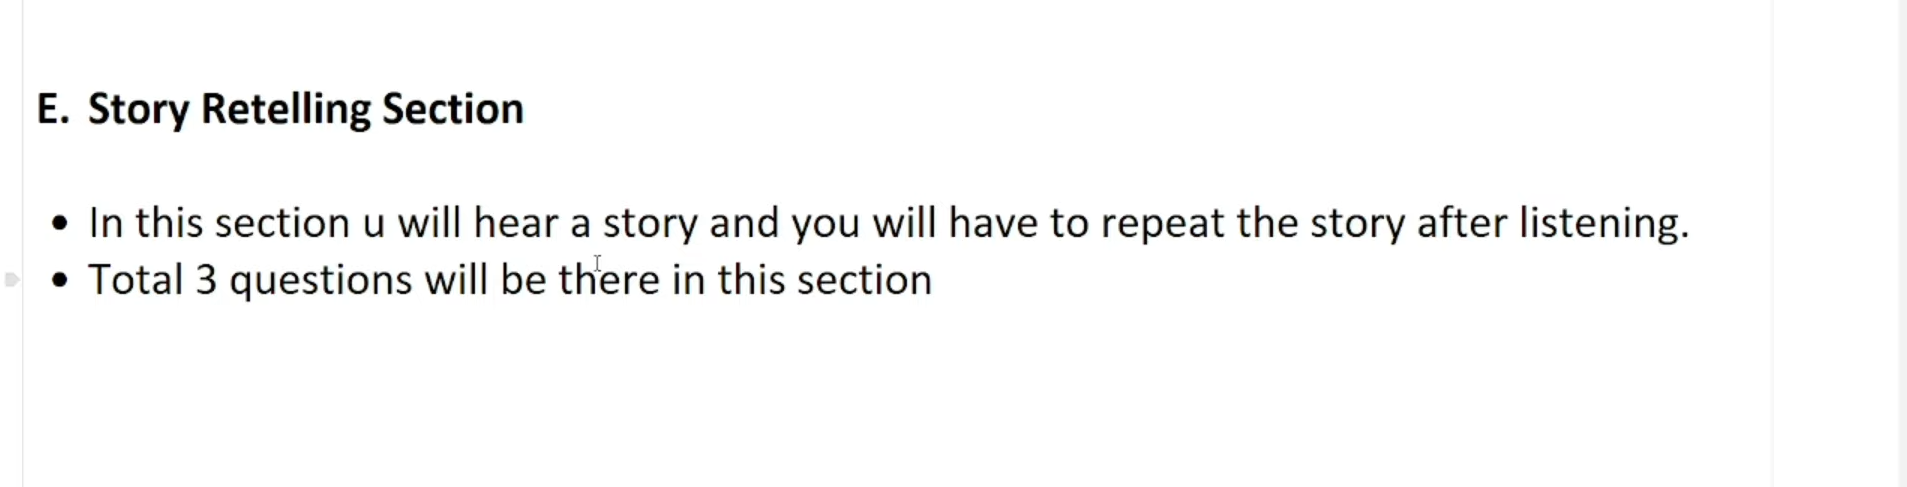 E. Story Retelling Section
• In this section u will hear a story and you will have to repeat the story after listening.
• Total 3 questions will be there in this section